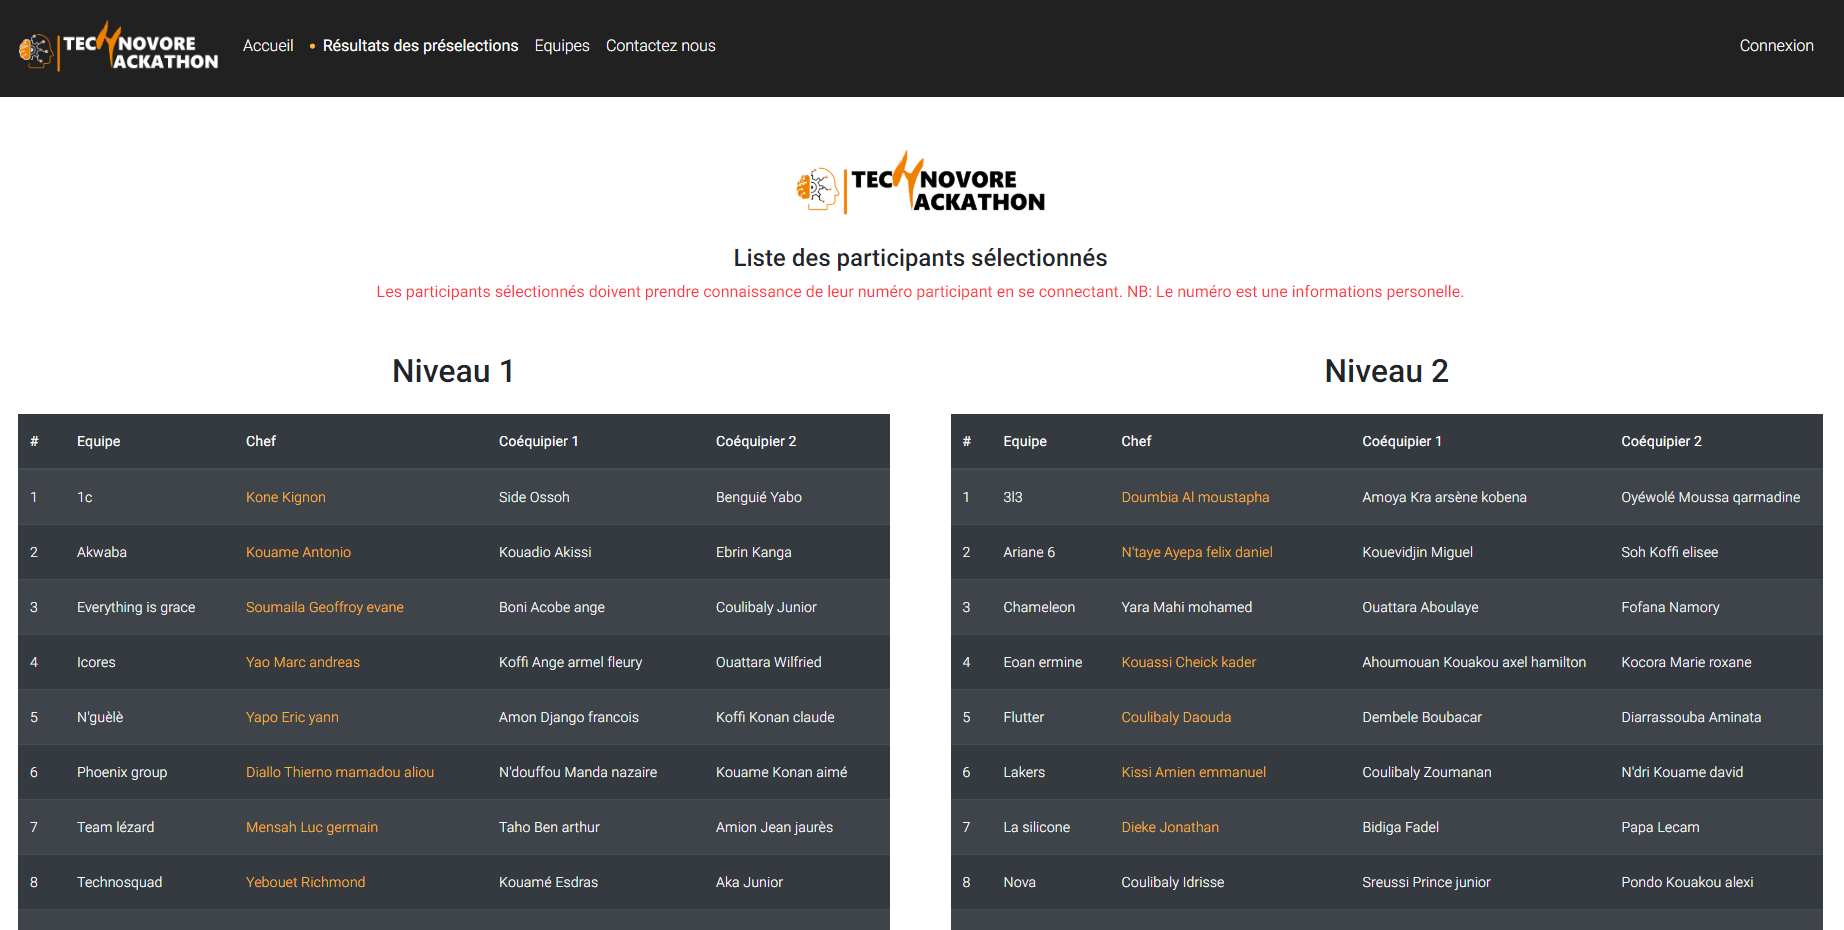 TECHNOVORE HACKATHON Accueil • Résultats des préselections Equipes Contactez nous Connexion
TECHNOVORE
HACKATHON
Liste des participants sélectionnés
Les participants sélectionnés doivent prendre connaissance de leur numéro participant en se connectant. NB: Le numéro est une informations personelle.
Niveau 1
# Equipe Chef Coéquipier 1 Coéquipier 2
1 1c Kone Kignon Side Ossoh Benguié Yabo
2 Akwaba Kouame Antonio Kouadio Akissi Ebrin Kanga
3 Everything is grace Soumaila Geoffroy evane Boni Acobe ange Coulibaly Junior
4 Icores Yao Marc andreas Koffi Ange armel fleury Ouattara Wilfried
5 N'guèlè Yapo Eric yann Amon Django francois Koffi Konan claude
6 Phoenix group Diallo Thierno mamadou aliou N'douffou Manda nazaire Kouame Konan aimé
7 Team lézard Mensah Luc germain Taho Ben arthur Amion Jean jaurès
8 Technosquad Yebouet Richmond Kouamé Esdras Aka Junior
Niveau 2
# Equipe Chef Coéquipier 1 Coéquipier 2
1 3l3 Doumbia Al moustapha Amoya Kra arsène kobena Oyéwolé Moussa qarmadine
2 Ariane 6 N'taye Ayepa felix daniel Kouevidjin Miguel Soh Koffi elisee
3 Chameleon Yara Mahi mohamed Ouattara Aboulaye Fofana Namory
4 Eoan ermine Kouassi Cheick kader Ahoumouan Kouakou axel hamilton Kocora Marie roxane
5 Flutter Coulibaly Daouda Dembele Boubacar Diarrassouba Aminata
6 Lakers Kissi Amien emmanuel Coulibaly Zoumanan N'dri Kouame david
7 La silicone Dieke Jonathan Bidiga Fadel Papa Lecam
8 Nova Coulibaly Idrisse Sreussi Prince junior Pondo Kouakou alexi